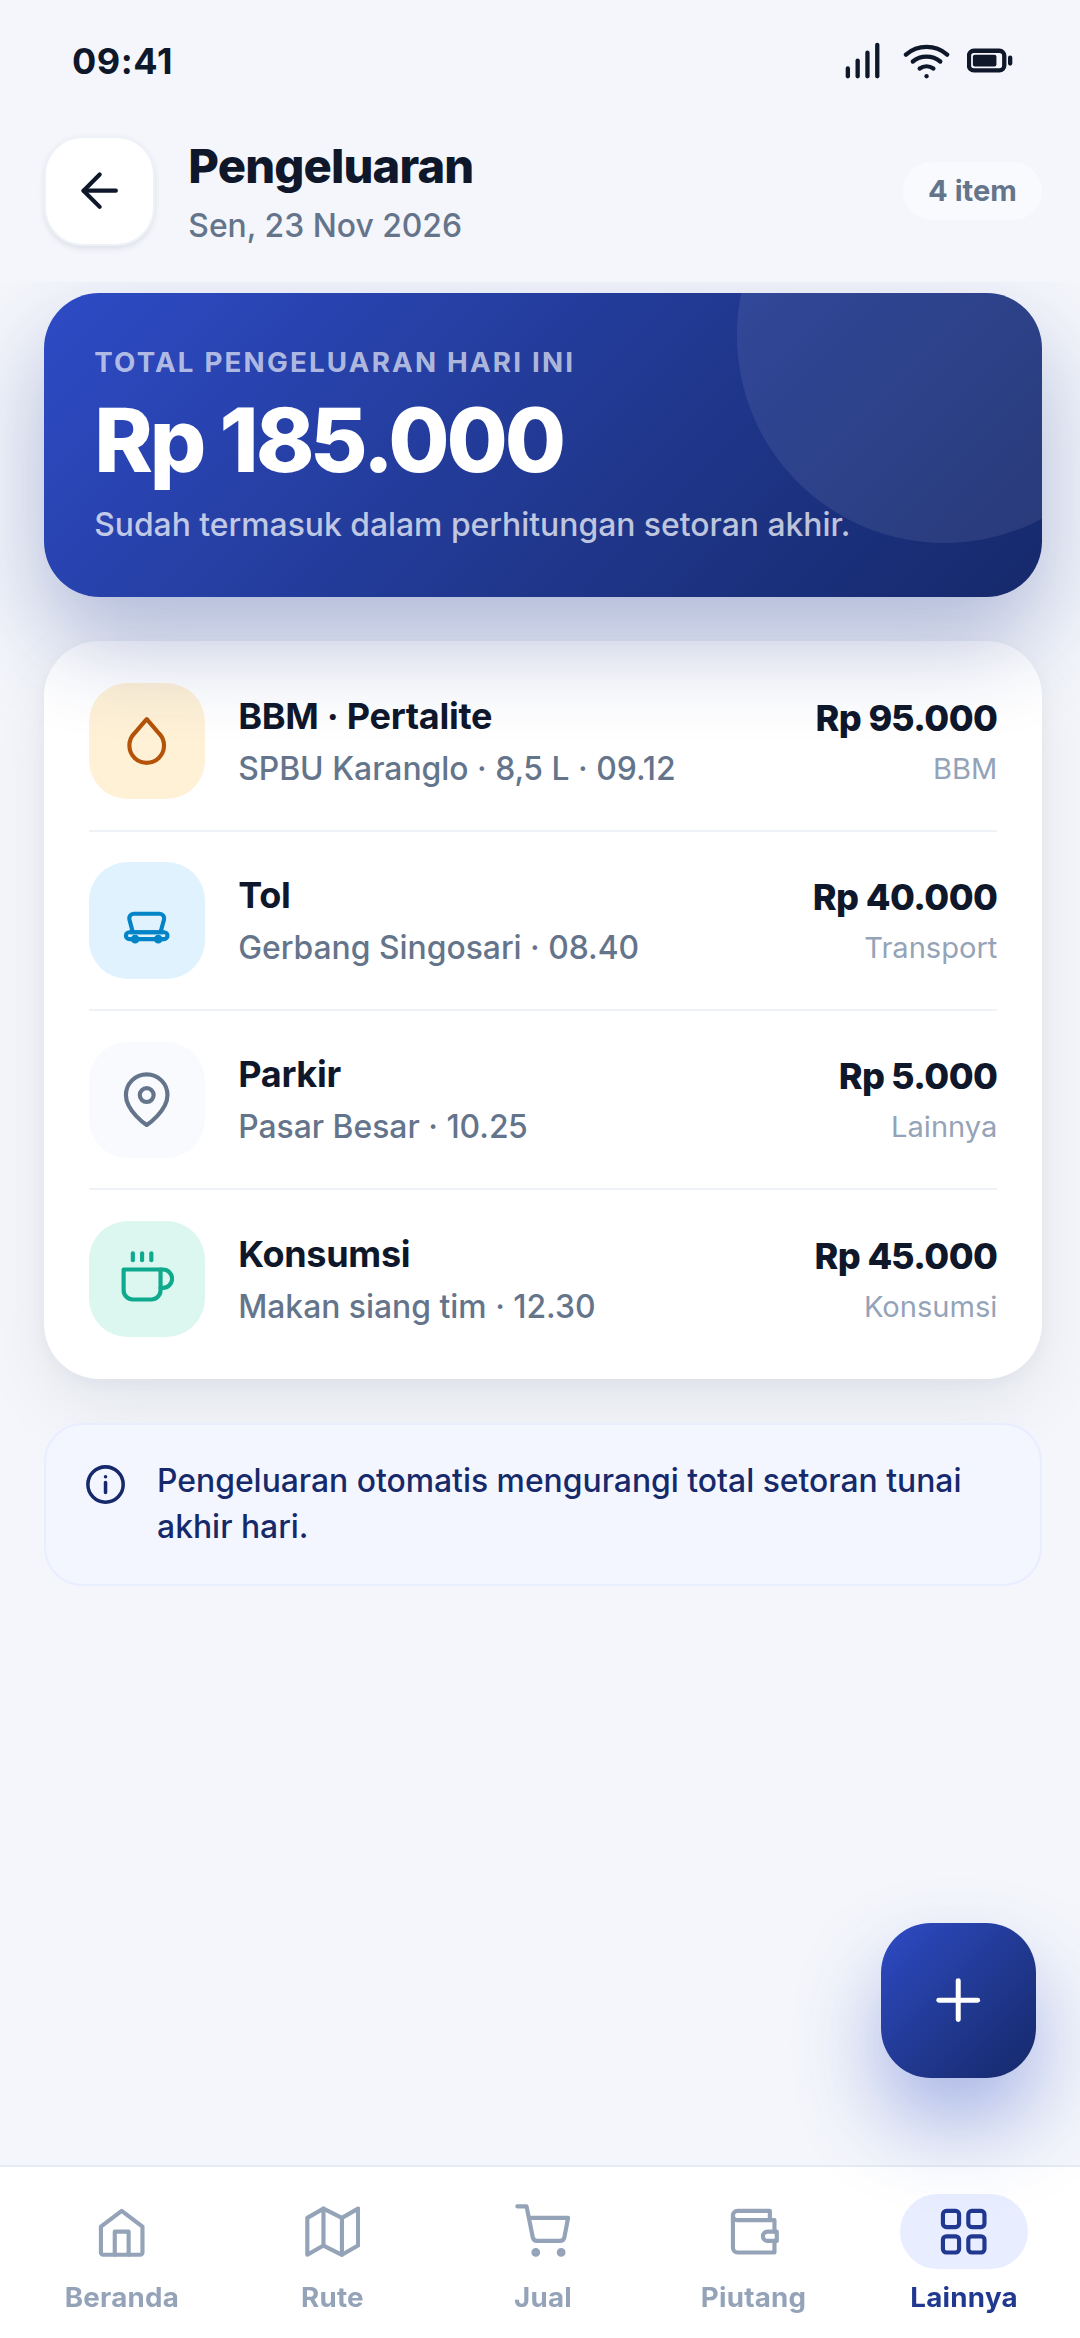 09:41
Pengeluaran
Sen, 23 Nov 2026
4 item
TOTAL PENGELUARAN HARI INI
Rp 185.000
Sudah termasuk dalam perhitungan setoran akhir.
BBM · Pertalite
Rp 95.000
SPBU Karanglo · 8,5 L · 09.12
BBM
Tol
Rp 40.000
Gerbang Singosari · 08.40
Transport
Parkir
Rp 5.000
Pasar Besar · 10.25
Lainnya
Konsumsi
Rp 45.000
Makan siang tim · 12.30
Konsumsi
Pengeluaran otomatis mengurangi total setoran tunai
akhir hari.
Beranda
Rute
Jual
Piutang
Lainnya